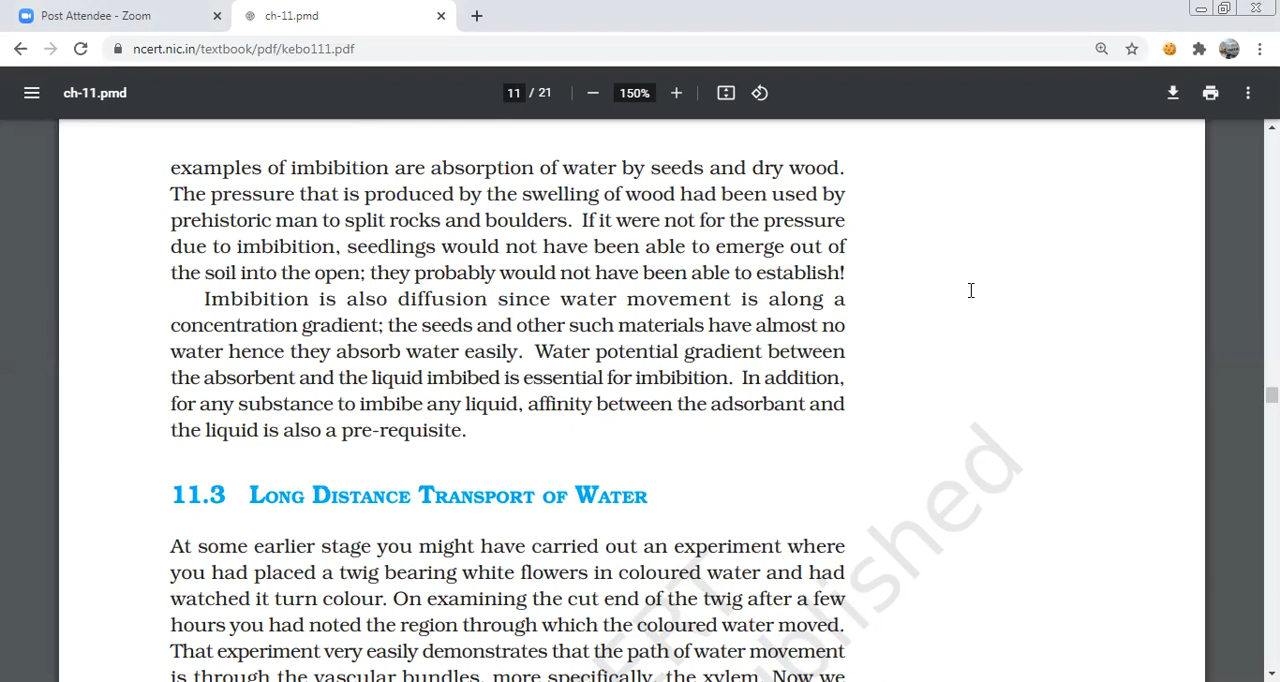 Post Attendee - Zoom
ch-11.pmd
ncert.nic.in/textbook/pdf/kebo111.pdf
ch-11.pmd
11 / 21
150%
examples of imbibition are absorption of water by seeds and dry wood.
The pressure that is produced by the swelling of wood had been used by
prehistoric man to split rocks and boulders. If it were not for the pressure
due to imbibition, seedlings would not have been able to emerge out of
the soil into the open; they probably would not have been able to establish!
Imbibition is also diffusion since water movement is along a
concentration gradient; the seeds and other such materials have almost no
water hence they absorb water easily. Water potential gradient between
the absorbent and the liquid imbibed is essential for imbibition. In addition,
for any substance to imbibe any liquid, affinity between the adsorbant and
the liquid is also a pre-requisite.
11.3 LONG DISTANCE TRANSPORT OF WATER
At some earlier stage you might have carried out an experiment where
you had placed a twig bearing white flowers in coloured water and had
watched it turn colour. On examining the cut end of the twig after a few
hours you had noted the region through which the coloured water moved.
That experiment very easily demonstrates that the path of water movement
is through the vascular bundles, more specifically, the xylem. Now we